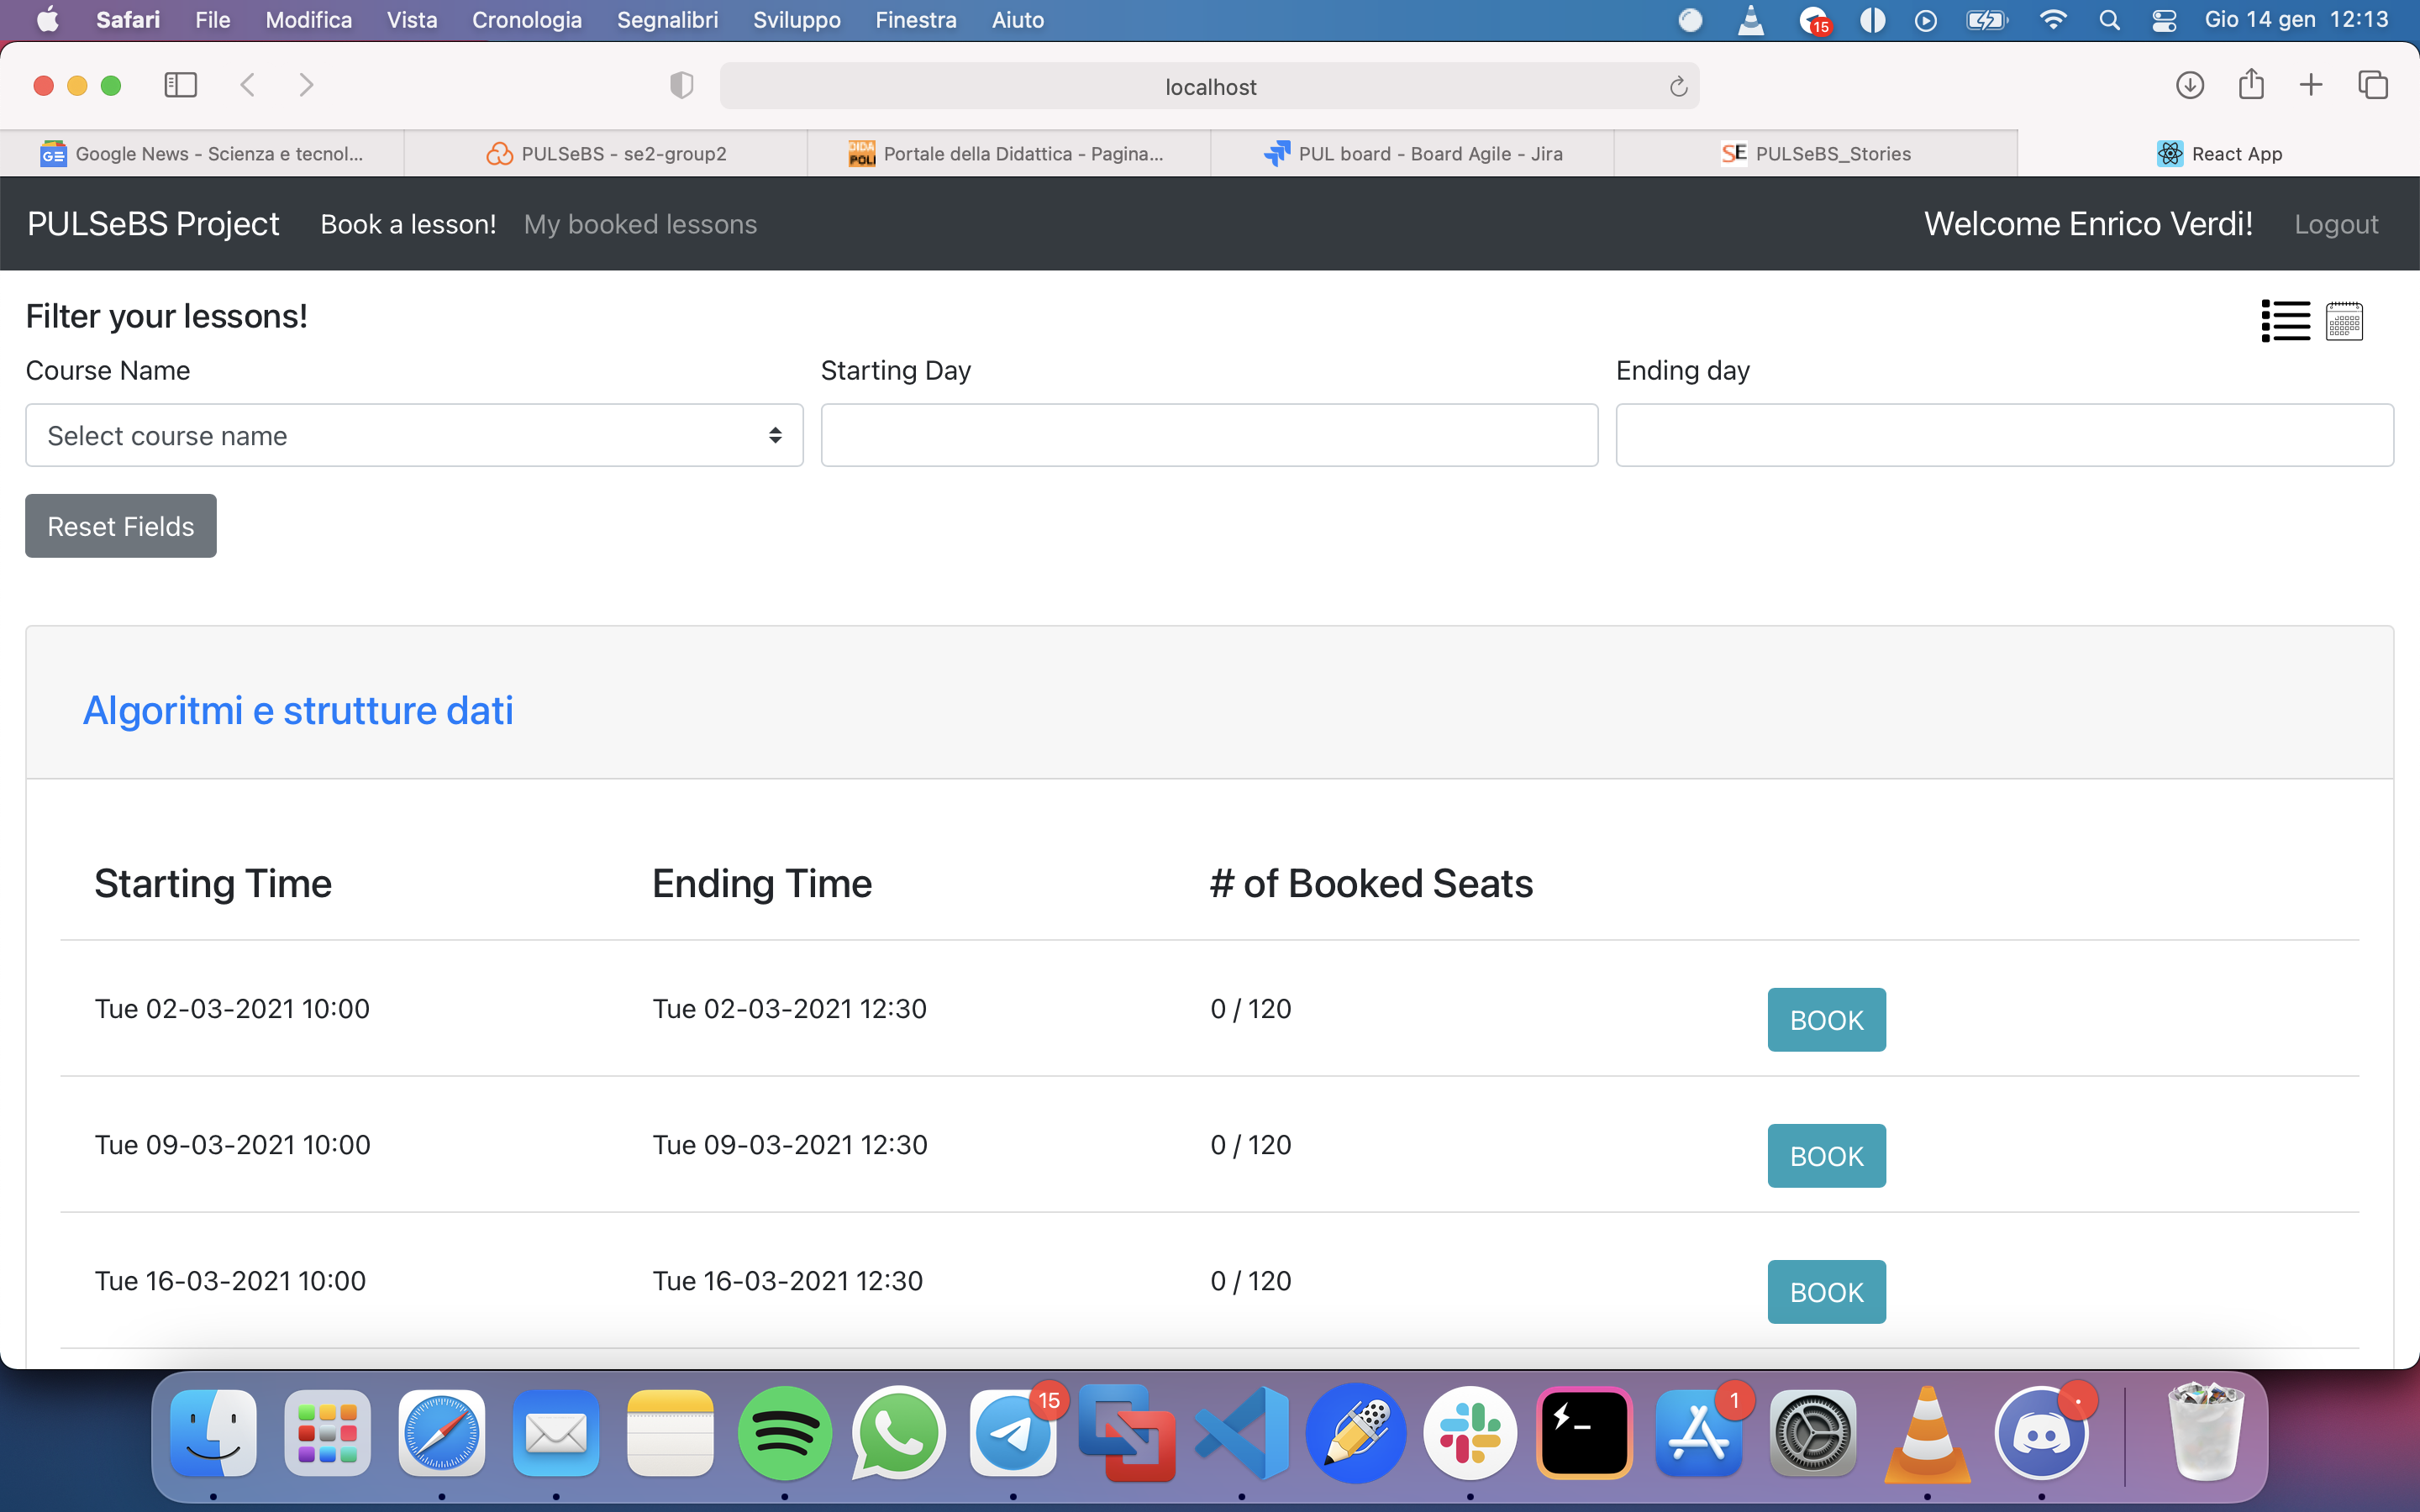 Safari File Modifica Vista Cronologia Segnalibri Sviluppo Finestra Aiuto 15 Gio 14 gen 12:13
localhost
Google News - Scienza e tecnol... PULSeBS - se2-group2 DIDA POLI Portale della Didattica - Pagina... PUL board - Board Agile - Jira SE PULSeBS_Stories React App
PULSeBS Project Book a lesson! My booked lessons Welcome Enrico Verdi! Logout
Filter your lessons!
Course Name Starting Day Ending day
Select course name
Reset Fields
Algoritmi e strutture dati
Starting Time Ending Time # of Booked Seats
Tue 02-03-2021 10:00 Tue 02-03-2021 12:30 0 / 120 BOOK
Tue 09-03-2021 10:00 Tue 09-03-2021 12:30 0 / 120 BOOK
Tue 16-03-2021 10:00 Tue 16-03-2021 12:30 0 / 120 BOOK
15 1